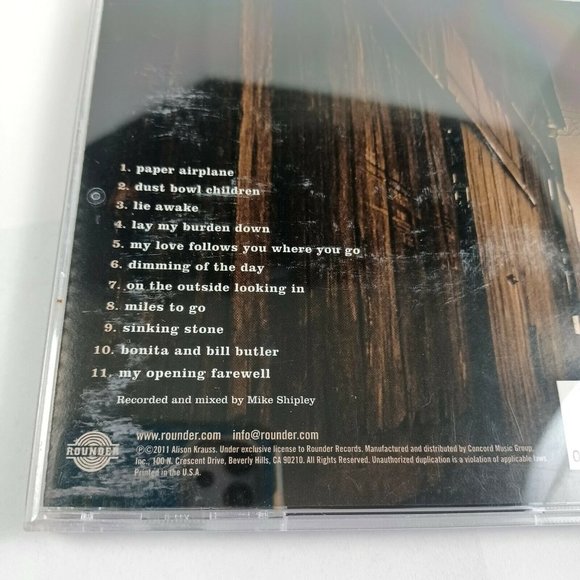 1. paper airplane
2. dust bowl children
3. lie awake
4. lay my burden down
5. my love follows you where you go
6. dimming of the day
7. on the outside looking in
8. miles to go
9. sinking stone
10. bonita and bill butler
11. my opening farewell
Recorded and mixed by Mike Shipley
ROUNDER
www.rounder.com info@rounder.com
℗©2011 Alison Krauss. Under exclusive license to Rounder Records. Manufactured and distributed by Concord Music Group,
Inc., 100 N. Crescent Drive, Beverly Hills, CA 90210. All Rights Reserved. Unauthorized duplication is a violation of applicable laws.
Printed in the U.S.A.
0